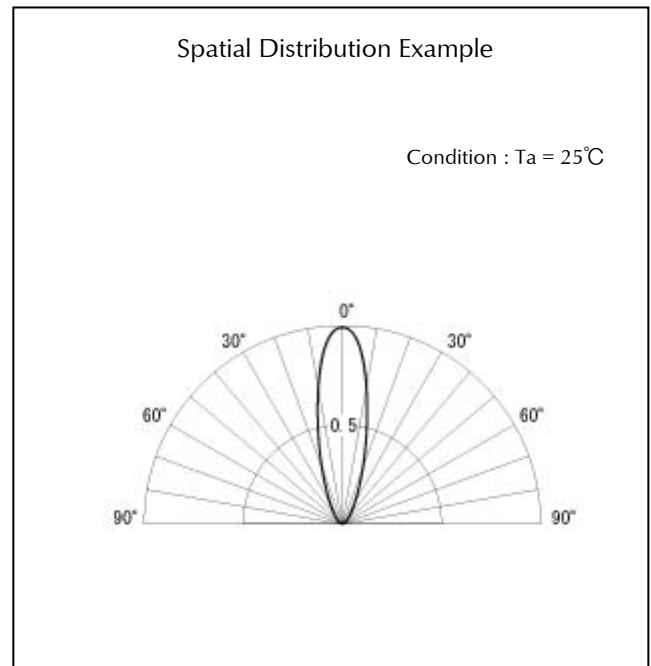 Spatial Distribution Example
Condition : Ta = 25℃
0°
30° 30°
60° 60°
0. 5
90° 90°